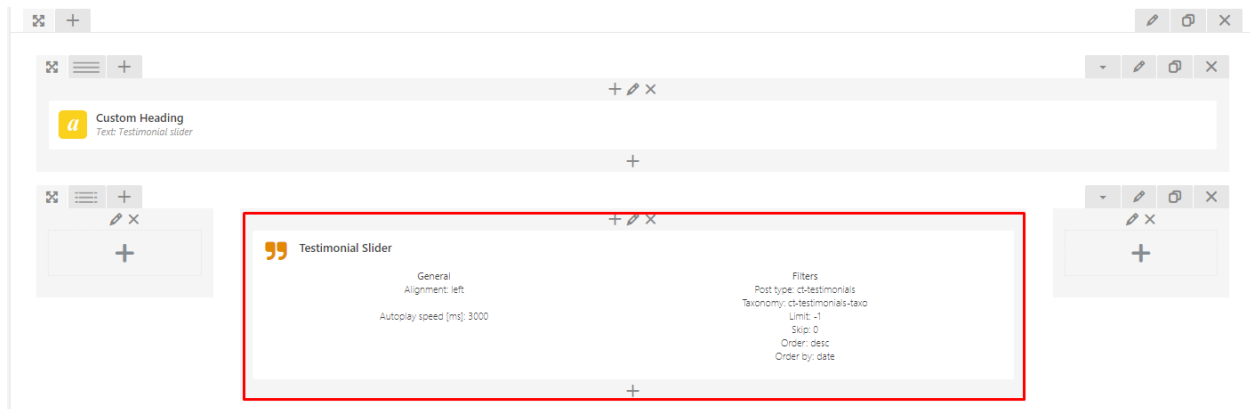 Custom Heading
Text: Testimonial slider
Testimonial Slider
General
Alignment: left
Autoplay speed [ms]: 3000
Filters
Post type: ct-testimonials
Taxonomy: ct-testimonials-taxo
Limit: -1
Skip: 0
Order: desc
Order by: date